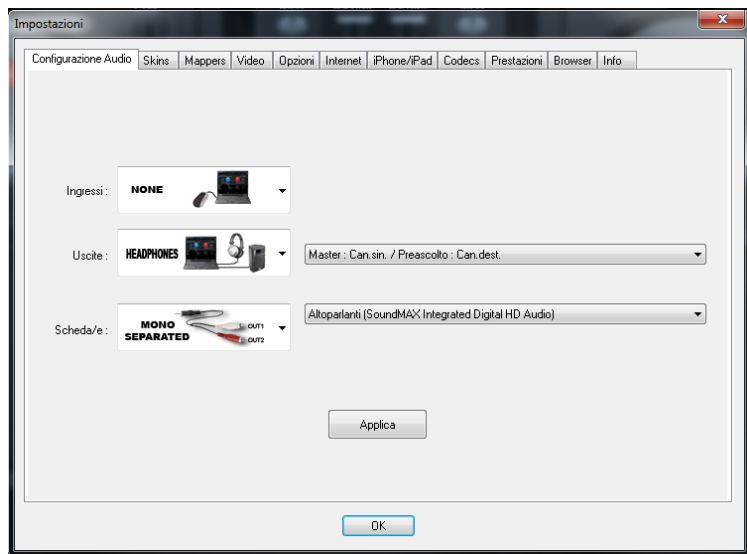 Impostazioni
Configurazione Audio Skins Mappers Video Opzioni Internet iPhone/iPad Codecs Prestazioni Browser Info
Ingressi : NONE
Uscite : HEADPHONES Master : Can.sin. / Preascolto : Can.dest.
Scheda/e : MONO SEPARATED OUT1 OUT2 Altoparlanti (SoundMAX Integrated Digital HD Audio)
Applica
OK